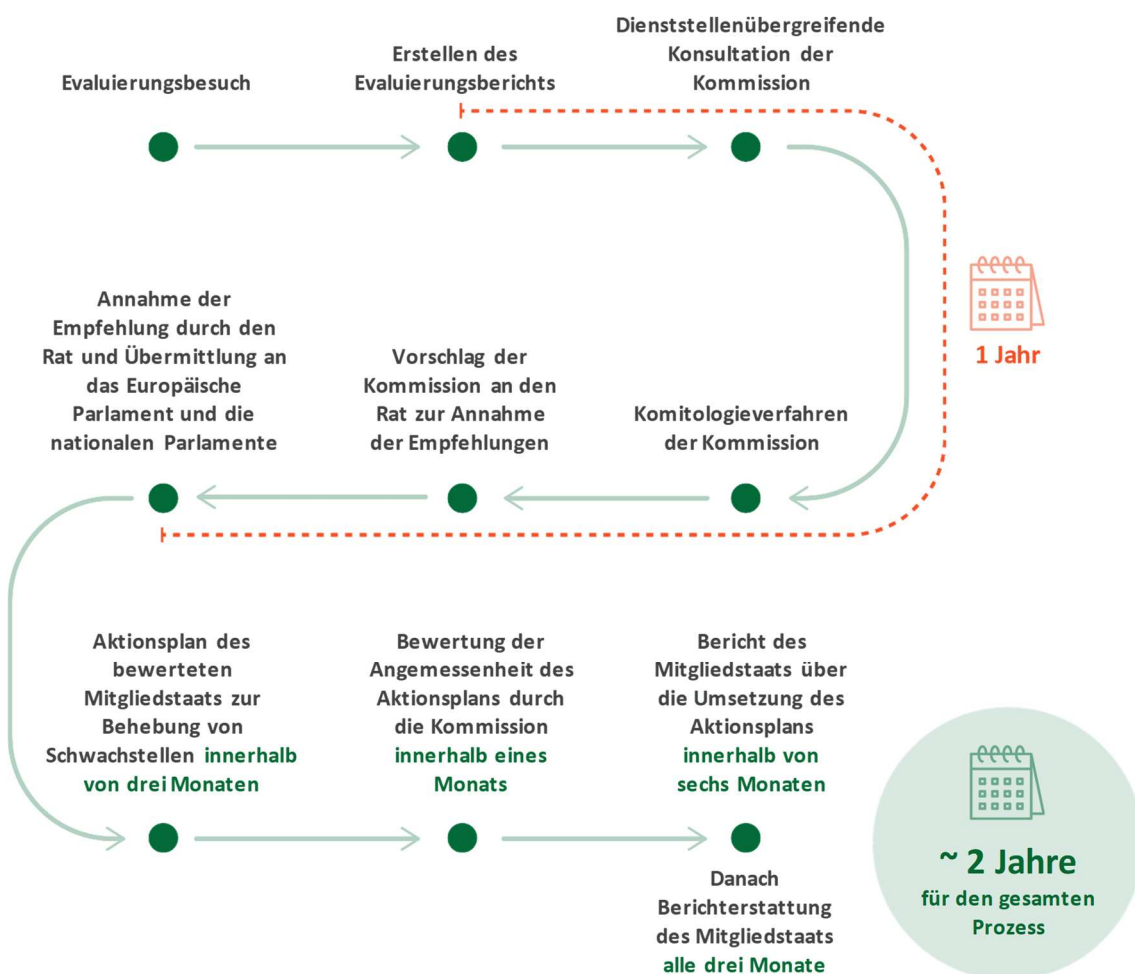 Evaluierungsbesuch
Erstellen des
Evaluierungsberichts
Dienststellenübergreifende
Konsultation der
Kommission
1 Jahr
Annahme der
Empfehlung durch den
Rat und Übermittlung an
das Europäische
Parlament und die
nationalen Parlamente
Vorschlag der
Kommission an den
Rat zur Annahme
der Empfehlungen
Komitologieverfahren
der Kommission
Aktionsplan des
bewerteten
Mitgliedstaats zur
Behebung von
Schwachstellen innerhalb
von drei Monaten
Bewertung der
Angemessenheit des
Aktionsplans durch
die Kommission
innerhalb eines
Monats
Bericht des
Mitgliedstaats über
die Umsetzung des
Aktionsplans
innerhalb von
sechs Monaten
Danach
Berichterstattung
des Mitgliedstaats
alle drei Monate
~ 2 Jahre
für den gesamten
Prozess